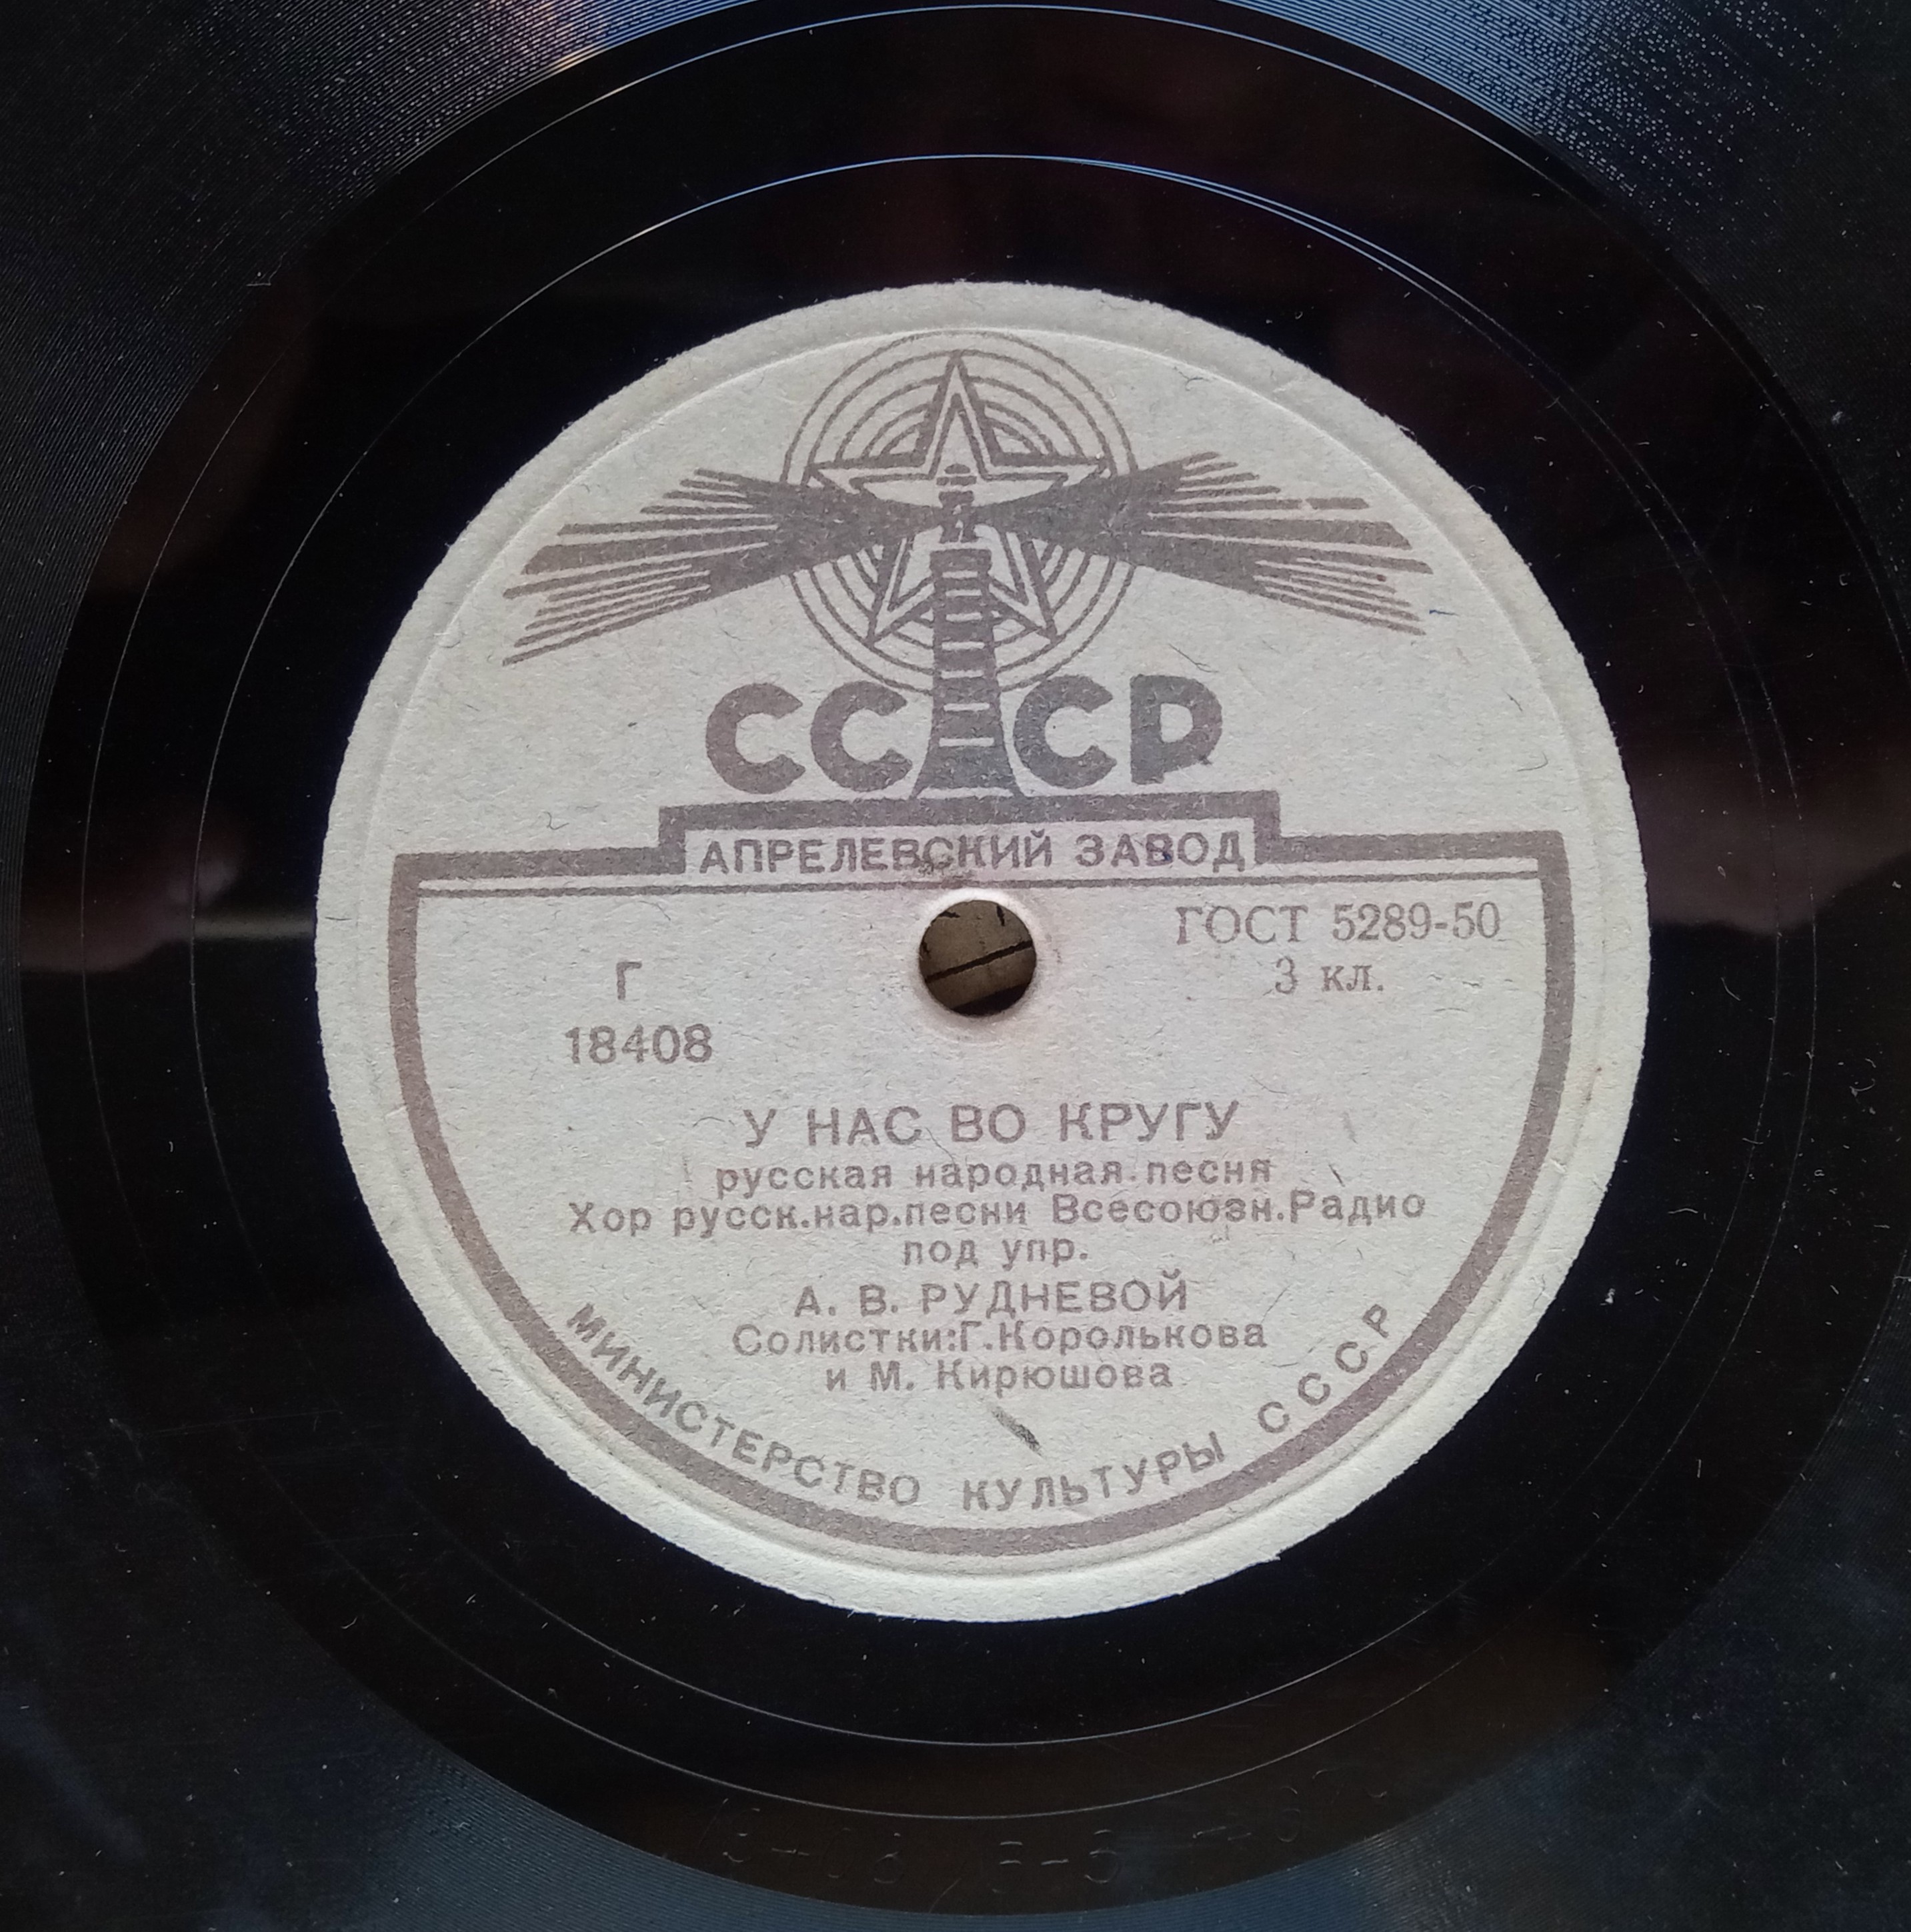 СССР
АПРЕЛЕВСКИЙ ЗАВОД
ГОСТ 5289-50
3 кл.
Г
18408
У НАС ВО КРУГУ
русская народная песня
Хор русск.нар.песни Всесоюзн.Радио
под упр.
А. В. РУДНЕВОЙ
Солистки:Г.Королькова
и М. Кирюшова
МИНИСТЕРСТВО КУЛЬТУРЫ СССР